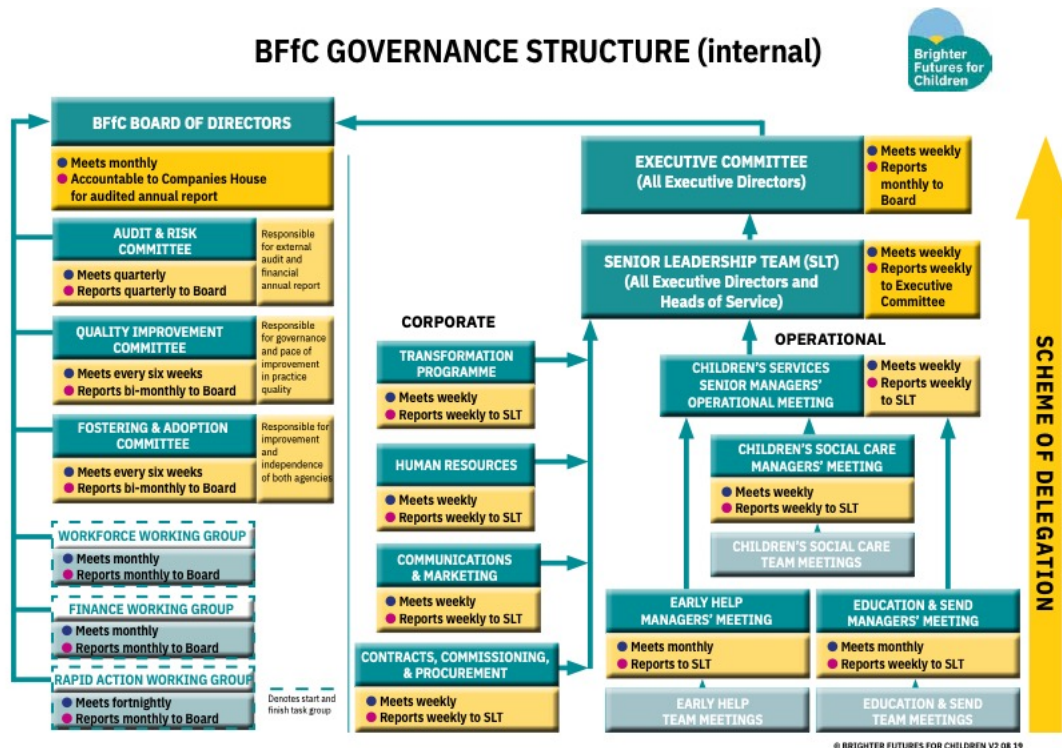 BFfC GOVERNANCE STRUCTURE (internal)
Brighter
Futures for
Children
BFfC BOARD OF DIRECTORS
Meets monthly
Accountable to Companies House
for audited annual report
AUDIT & RISK
COMMITTEE
Meets quarterly
Reports quarterly to Board
Responsible
for external
audit and
financial
annual report
QUALITY IMPROVEMENT
COMMITTEE
Meets every six weeks
Reports bi-monthly to Board
Responsible
for governance
and pace of
improvement
in practice
quality
FOSTERING & ADOPTION
COMMITTEE
Meets every six weeks
Reports bi-monthly to Board
Responsible for
improvement
and
independence
of both agencies
WORKFORCE WORKING GROUP
Meets monthly
Reports monthly to Board
FINANCE WORKING GROUP
Meets monthly
Reports monthly to Board
RAPID ACTION WORKING GROUP
Meets fortnightly
Reports monthly to Board
Denotes start and
finish task group
CORPORATE
TRANSFORMATION
PROGRAMME
Meets weekly
Reports weekly to SLT
HUMAN RESOURCES
Meets weekly
Reports weekly to SLT
COMMUNICATIONS
& MARKETING
Meets weekly
Reports weekly to SLT
CONTRACTS, COMMISSIONING,
& PROCUREMENT
Meets weekly
Reports weekly to SLT
EXECUTIVE COMMITTEE
(All Executive Directors)
Meets weekly
Reports
monthly to
Board
SENIOR LEADERSHIP TEAM (SLT)
(All Executive Directors and
Heads of Service)
Meets weekly
Reports weekly
to Executive
Committee
OPERATIONAL
CHILDREN'S SERVICES
SENIOR MANAGERS'
OPERATIONAL MEETING
Meets weekly
Reports weekly
to SLT
CHILDREN'S SOCIAL CARE
MANAGERS' MEETING
Meets weekly
Reports weekly to SLT
CHILDREN'S SOCIAL CARE
TEAM MEETINGS
EARLY HELP
MANAGERS' MEETING
Meets monthly
Reports to SLT
EARLY HELP
TEAM MEETINGS
EDUCATION & SEND
MANAGERS' MEETING
Meets monthly
Reports weekly to SLT
EDUCATION & SEND
TEAM MEETINGS
SCHEME OF DELEGATION
© BRIGHTER FUTURES FOR CHILDREN V2 08 19